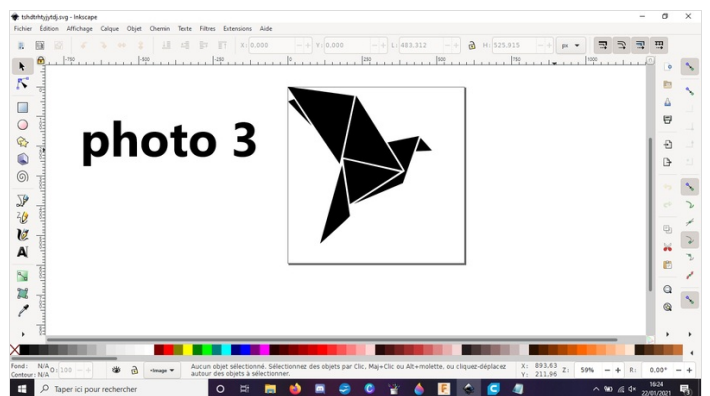 tshdtrhtyjytdj.svg - Inkscape
Fichier Édition Affichage Calque Objet Chemin Texte Filtres Extensions Aide
X: 0,000 Y: 0,000 L: 483,312 H: 525,915 px
photo 3
Fond : N/A
Contour : N/A
O : 100
-Image
Aucun objet sélectionné. Sélectionnez des objets par Clic, Maj+Clic ou Alt+molette, ou cliquez-déplacez
autour des objets à sélectionner.
X : 893,63
Y : 211,96
Z : 59%
R : 0,00°
Taper ici pour rechercher
16:24
22/01/2021